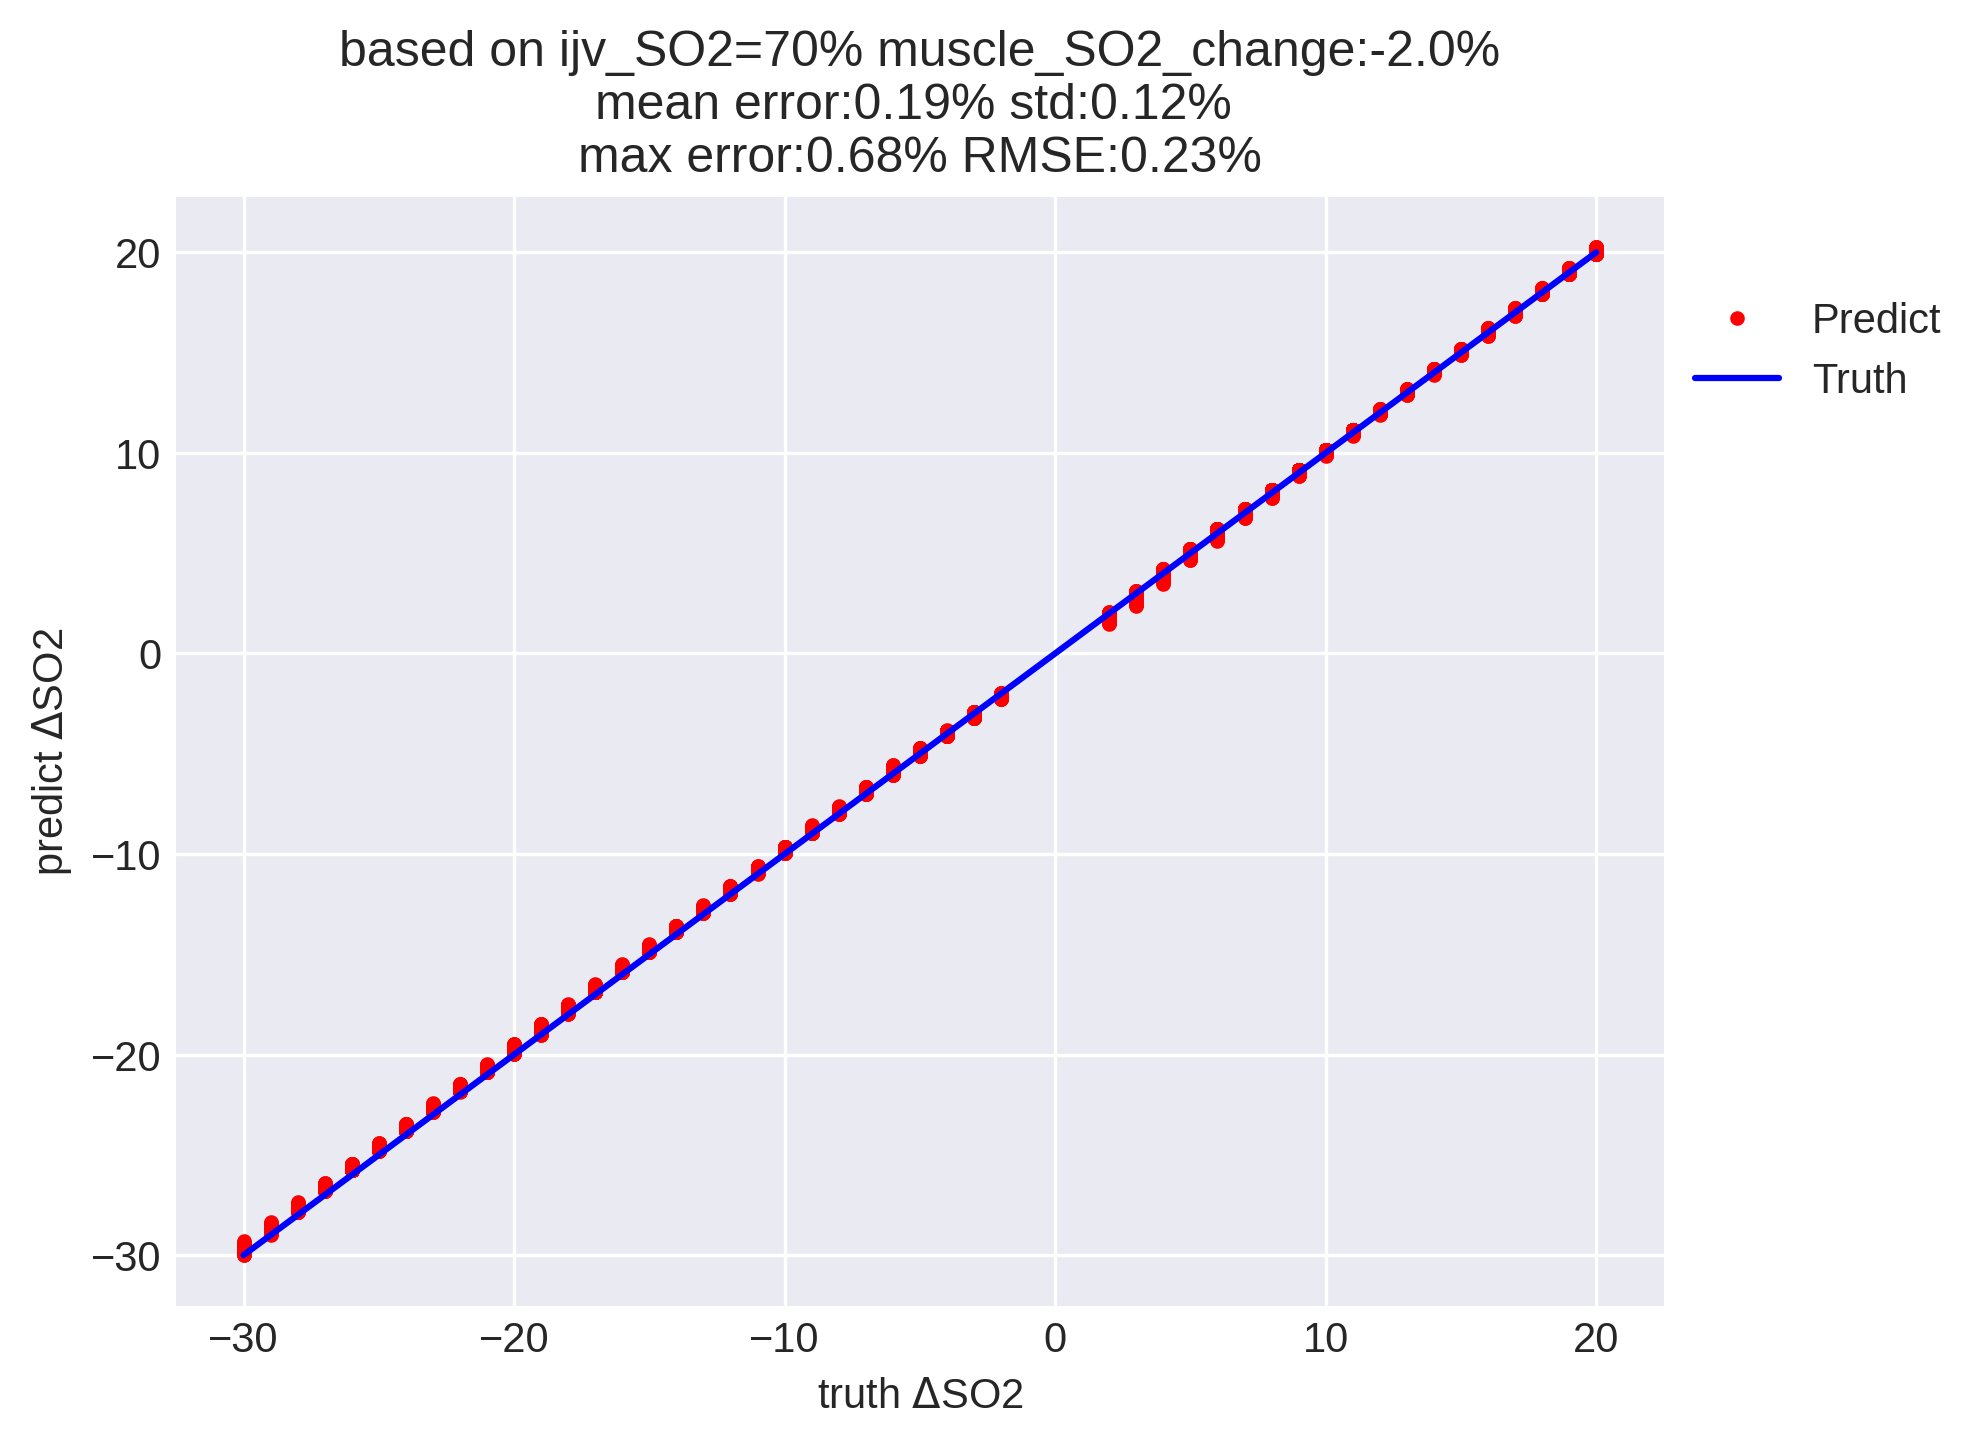 based on ijv_SO2=70% muscle_SO2_change:-2.0%
mean error:0.19% std:0.12%
max error:0.68% RMSE:0.23%
20
10
0
−10
−20
−30
predict ΔSO2
−30 −20 −10 0 10 20
truth ΔSO2
Predict
Truth